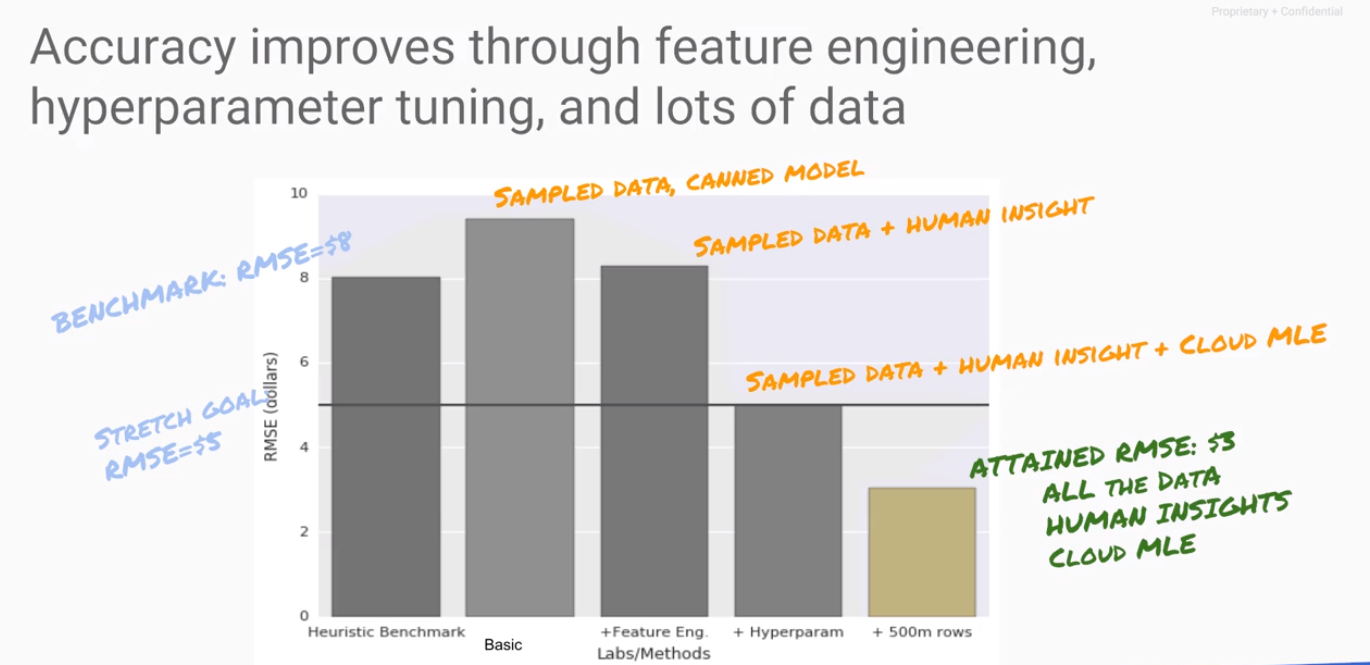 Proprietary + Confidential
Accuracy improves through feature engineering,
hyperparameter tuning, and lots of data
SAMPLED DATA, CANNED MODEL
SAMPLED DATA + HUMAN INSIGHT
BENCHMARK: RMSE=$8
SAMPLED DATA + HUMAN INSIGHT + CLOUD MLE
STRETCH GOAL:
RMSE=$5
ATTAINED RMSE: $3
ALL THE DATA
HUMAN INSIGHTS
CLOUD MLE
RMSE (dollars)
10
8
6
4
2
0
Heuristic Benchmark
Basic
+Feature Eng.
+ Hyperparam
+ 500m rows
Labs/Methods